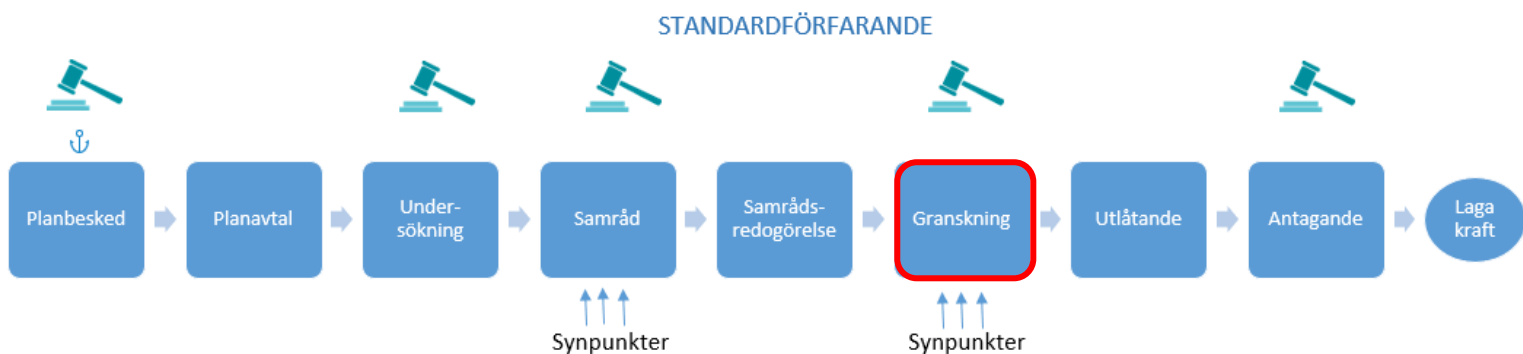 STANDARDFÖRFARANDE
Planbesked
Planavtal
Under-
sökning
Samråd
Samråds-
redogörelse
Granskning
Utlåtande
Antagande
Laga
kraft
Synpunkter
Synpunkter